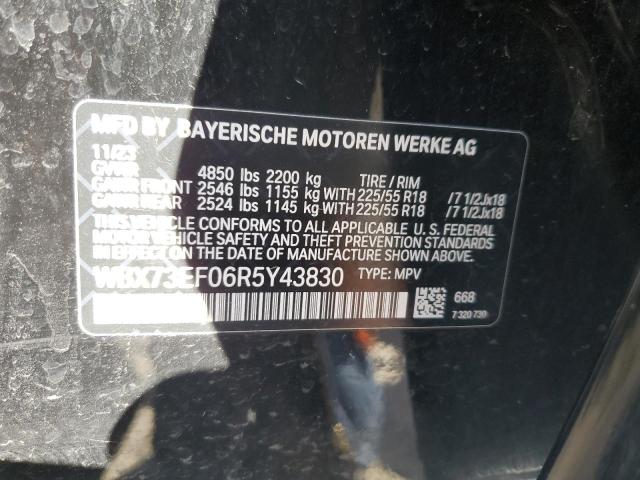 MFD BY BAYERISCHE MOTOREN WERKE AG
11/23
GVWR 4850 lbs 2200 kg TIRE / RIM
GAWR FRONT 2546 lbs 1155 kg WITH 225/55 R18 /7 1/2Jx18
GAWR REAR 2524 lbs 1145 kg WITH 225/55 R18 /7 1/2Jx18
THIS VEHICLE CONFORMS TO ALL APPLICABLE U. S. FEDERAL
MOTOR VEHICLE SAFETY AND THEFT PREVENTION STANDARDS
IN EFFECT ON THE DATE OF MANUFACTURE SHOWN ABOVE.
WBX73EF06R5Y43830 TYPE: MPV
668
7 320 730